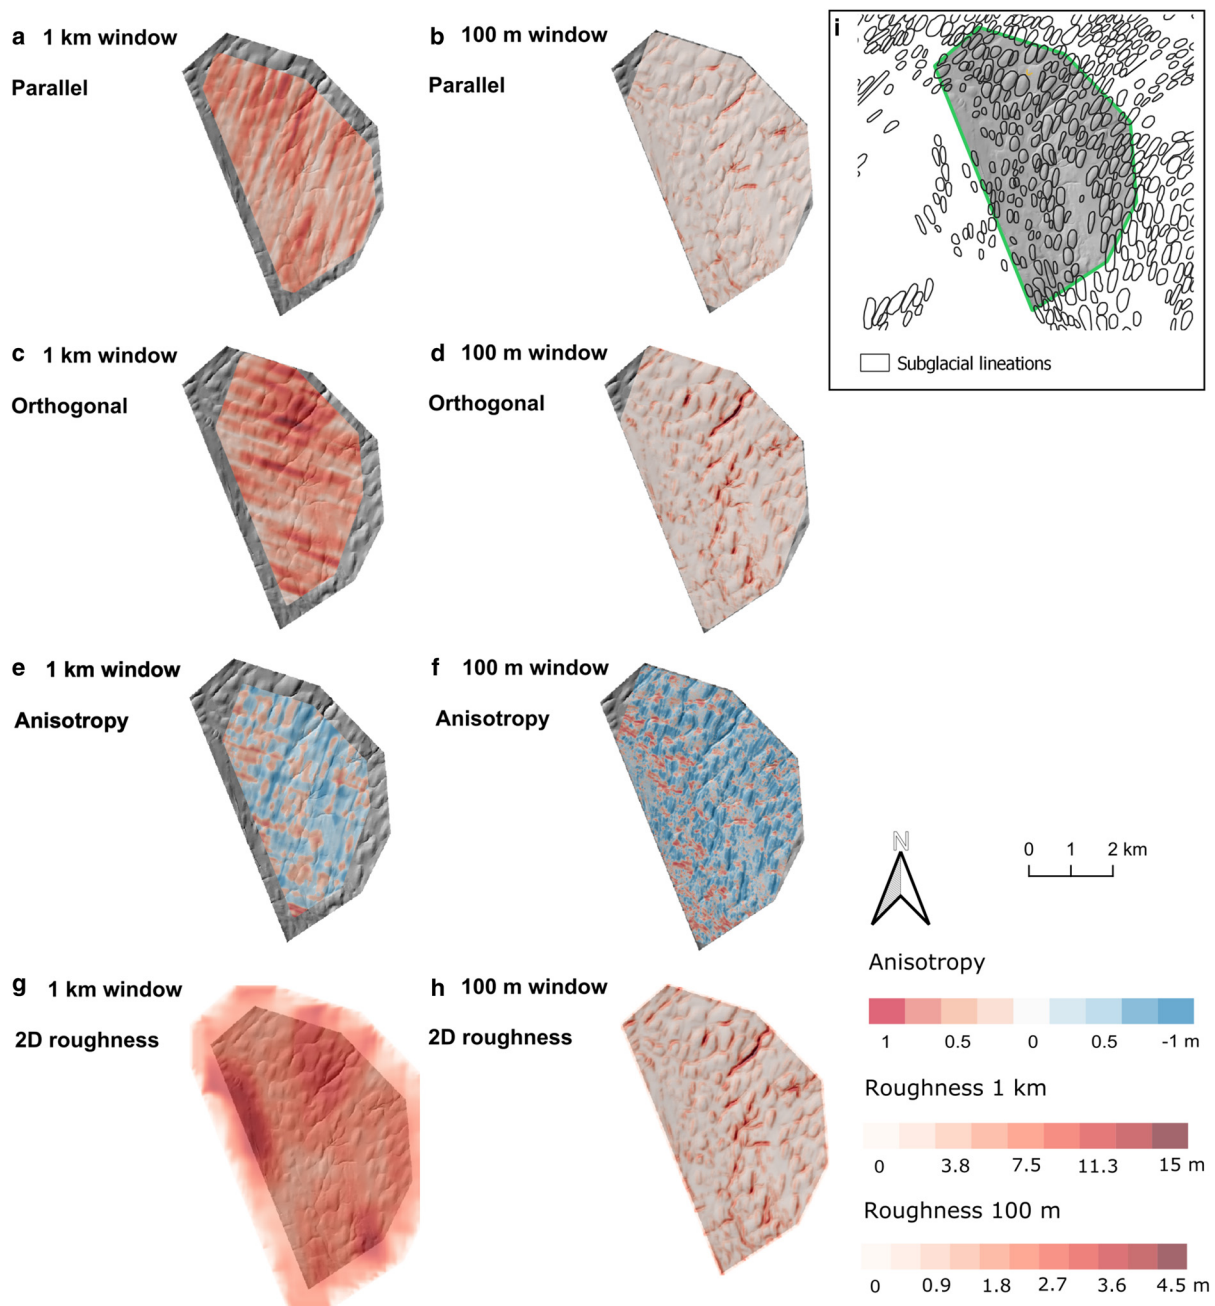 a 1 km window
Parallel
b 100 m window
Parallel
i
Subglacial lineations
c 1 km window
Orthogonal
d 100 m window
Orthogonal
e 1 km window
Anisotropy
f 100 m window
Anisotropy
N
0 1 2 km
g 1 km window
2D roughness
h 100 m window
2D roughness
Anisotropy
1 0.5 0 0.5 -1 m
Roughness 1 km
0 3.8 7.5 11.3 15 m
Roughness 100 m
0 0.9 1.8 2.7 3.6 4.5 m